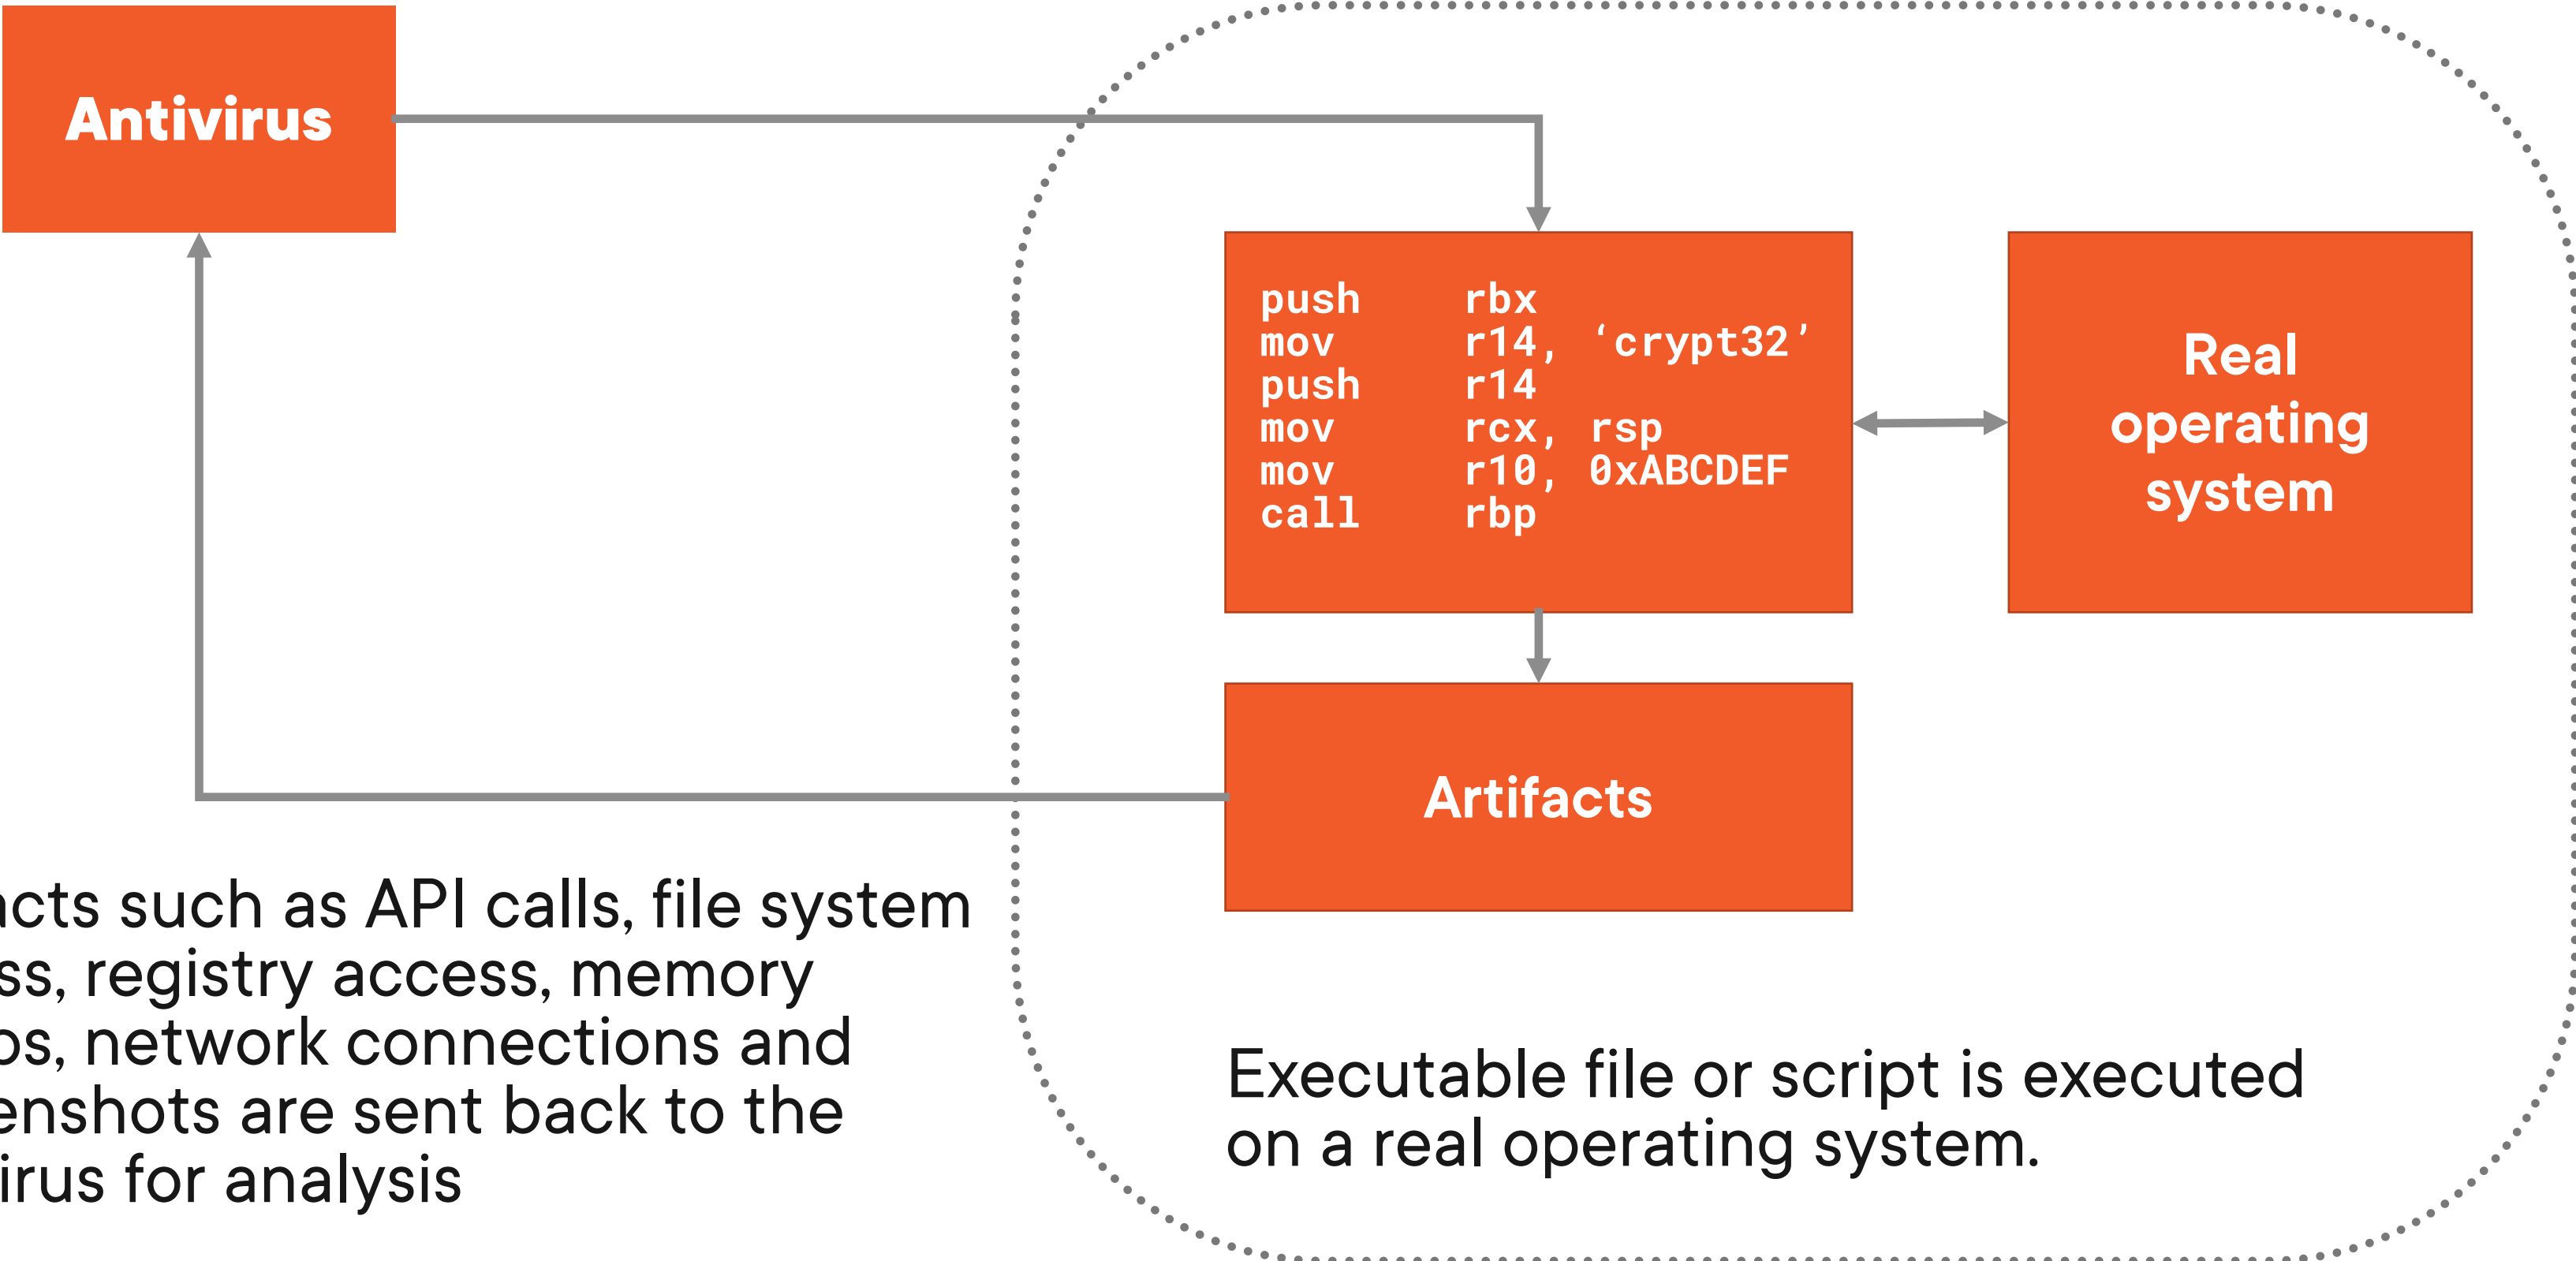 Antivirus
push rbx
mov r14, ‘crypt32’
push r14
mov rcx, rsp
mov r10, 0xABCDEF
call rbp
Real
operating
system
Artifacts
acts such as API calls, file system
ss, registry access, memory
os, network connections and
enshots are sent back to the
irus for analysis
Executable file or script is executed
on a real operating system.